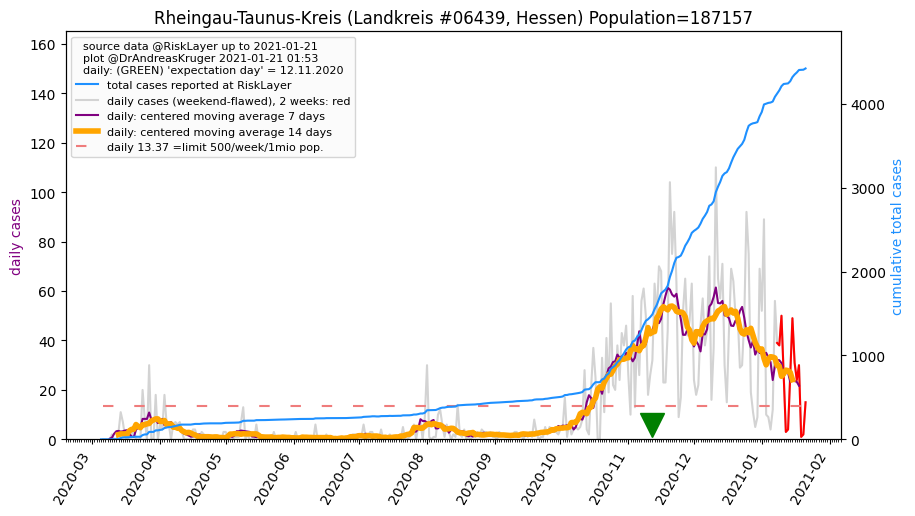 Rheingau-Taunus-Kreis (Landkreis #06439, Hessen) Population=187157
source data @RiskLayer up to 2021-01-21
plot @DrAndreasKruger 2021-01-21 01:53
daily: (GREEN) 'expectation day' = 12.11.2020
total cases reported at RiskLayer
daily cases (weekend-flawed), 2 weeks: red
daily: centered moving average 7 days
daily: centered moving average 14 days
daily 13.37 =limit 500/week/1mio pop.
daily cases
160
140
120
100
80
60
40
20
0
cumulative total cases
4000
3000
2000
1000
0
2020-03
2020-04
2020-05
2020-06
2020-07
2020-08
2020-09
2020-10
2020-11
2020-12
2021-01
2021-02